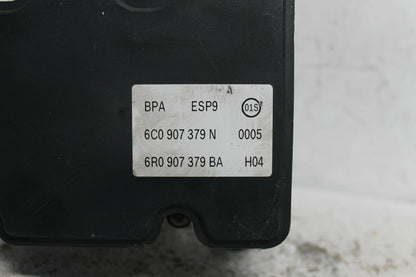 A
BPA ESP9 01S
6C0 907 379 N 0005
6R0 907 379 BA H04